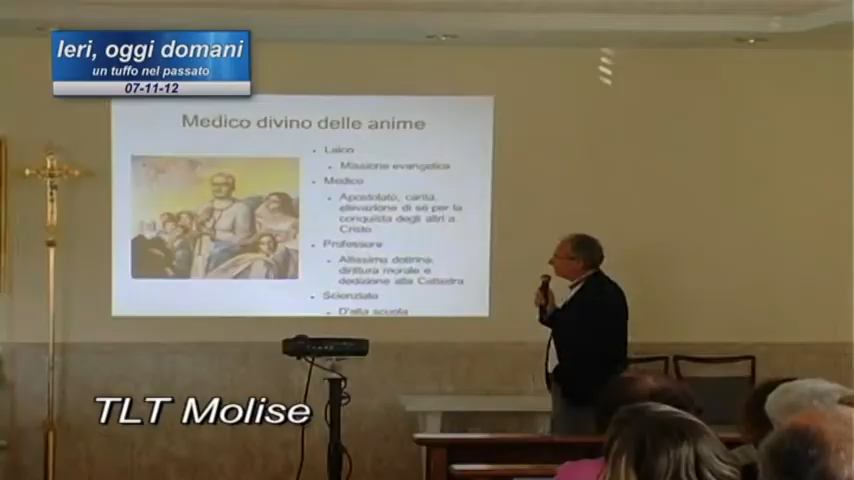 Ieri, oggi domani
un tuffo nel passato
07-11-12
Medico divino delle anime
Laico
Missione evangelica
Medico
Apostolato, carità,
elevazione di sé per la
conquista degli altri a
Cristo
Professore
Altissima dottrina,
dirittura morale e
dedizione alla Cattedra
Scienziato
D'alta scuola
TLT Molise